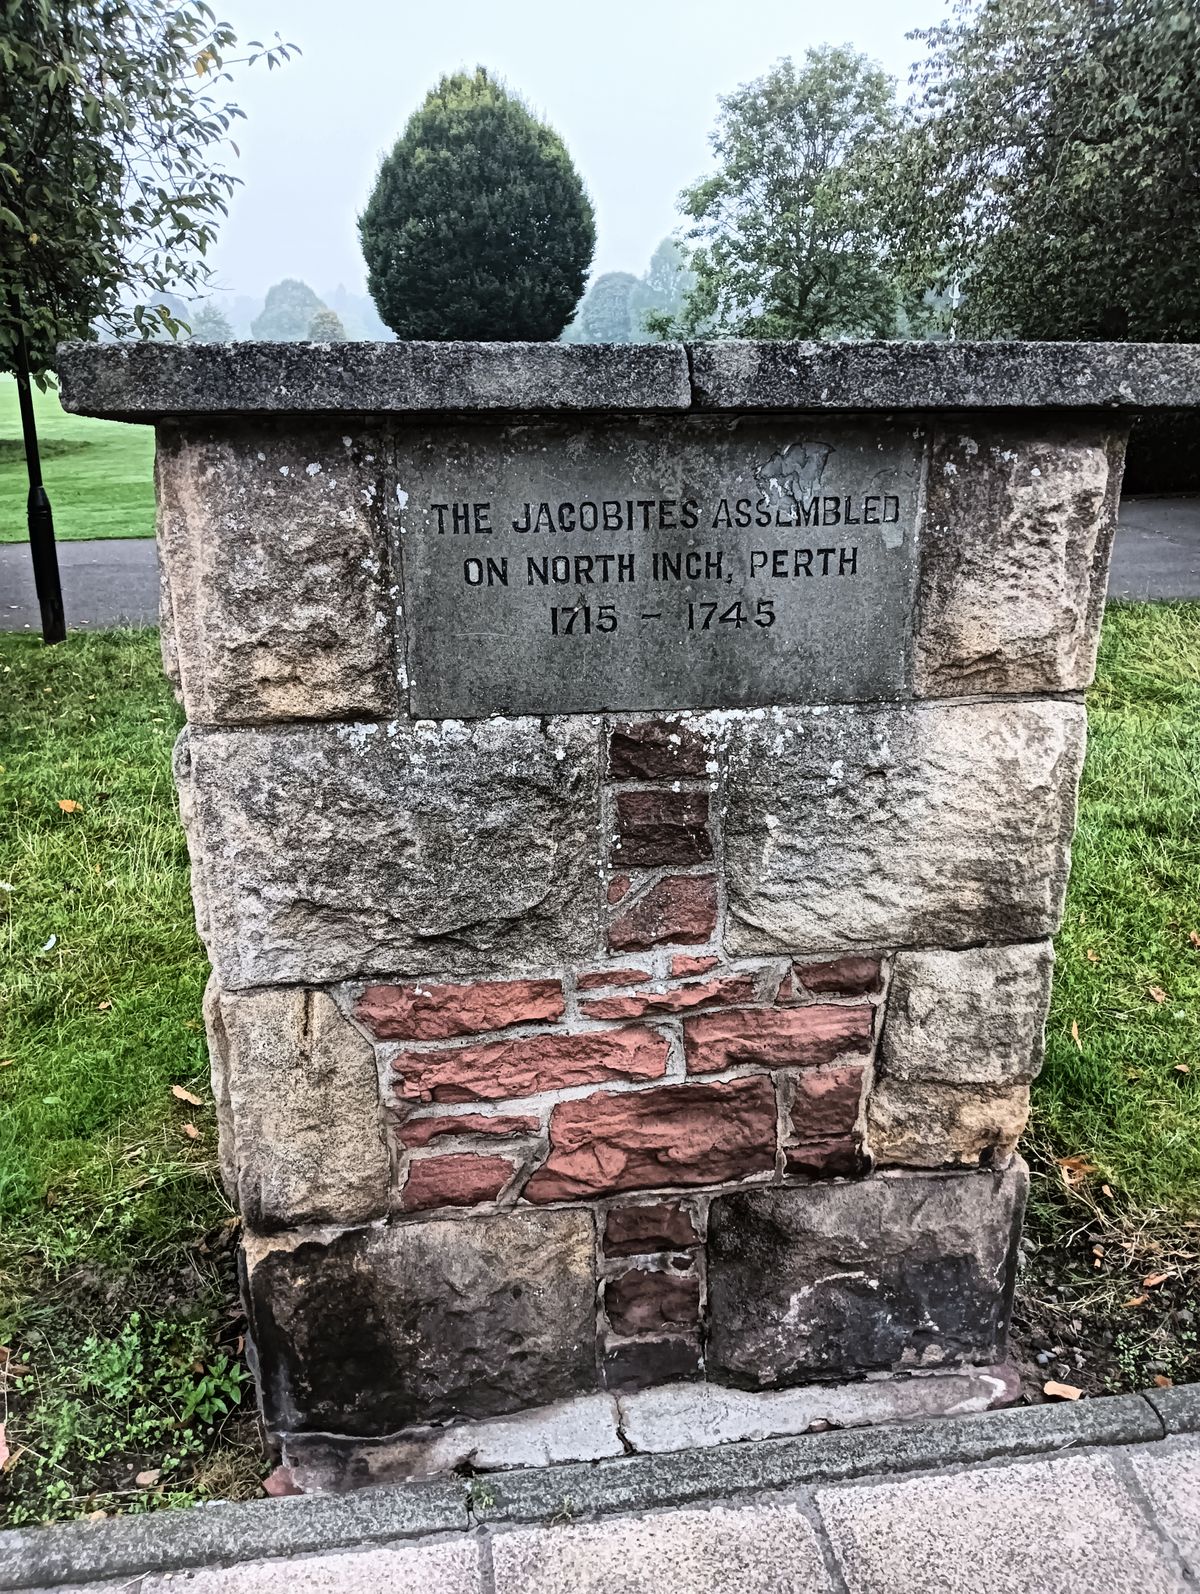 THE JACOBITES ASSEMBLED
ON NORTH INCH, PERTH
1715 - 1745